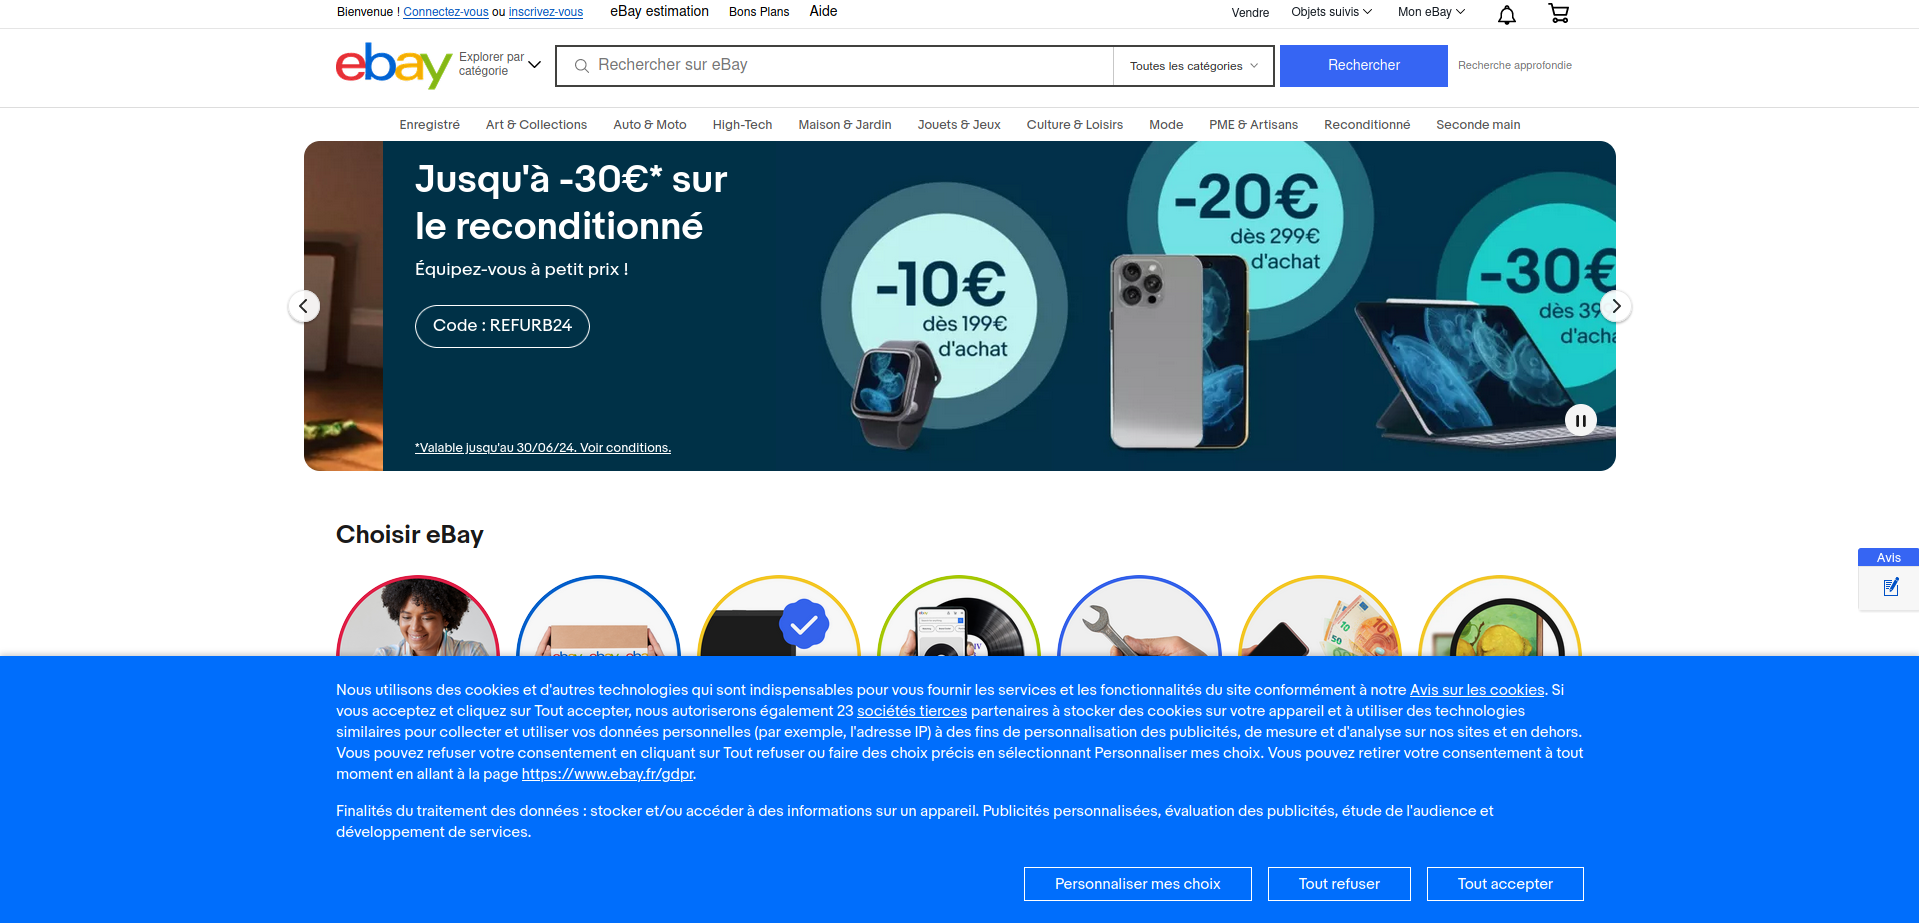 Bienvenue ! Connectez-vous ou inscrivez-vous eBay estimation Bons Plans Aide Vendre Objets suivis Mon eBay
ebay Explorer par catégorie Rechercher sur eBay Toutes les catégories Rechercher Recherche approfondie
Enregistré Art & Collections Auto & Moto High-Tech Maison & Jardin Jouets & Jeux Culture & Loisirs Mode PME & Artisans Reconditionné Seconde main
Jusqu'à -30€* sur
le reconditionné
Équipez-vous à petit prix !
Code : REFURB24
*Valable jusqu'au 30/06/24. Voir conditions.
-10€
dès 199€
d'achat
-20€
dès 299€
d'achat
-30€
dès
Choisir eBay
Avis
Nous utilisons des cookies et d'autres technologies qui sont indispensables pour vous fournir les services et les fonctionnalités du site conformément à notre Avis sur les cookies. Si
vous acceptez et cliquez sur Tout accepter, nous autoriserons également 23 sociétés tierces partenaires à stocker des cookies sur votre appareil et à utiliser des technologies
similaires pour collecter et utiliser vos données personnelles (par exemple, l'adresse IP) à des fins de personnalisation des publicités, de mesure et d'analyse sur nos sites et en dehors.
Vous pouvez refuser votre consentement en cliquant sur Tout refuser ou faire des choix précis en sélectionnant Personnaliser mes choix. Vous pouvez retirer votre consentement à tout
moment en allant à la page https://www.ebay.fr/gdpr.
Finalités du traitement des données : stocker et/ou accéder à des informations sur un appareil. Publicités personnalisées, évaluation des publicités, étude de l'audience et
développement de services.
Personnaliser mes choix Tout refuser Tout accepter